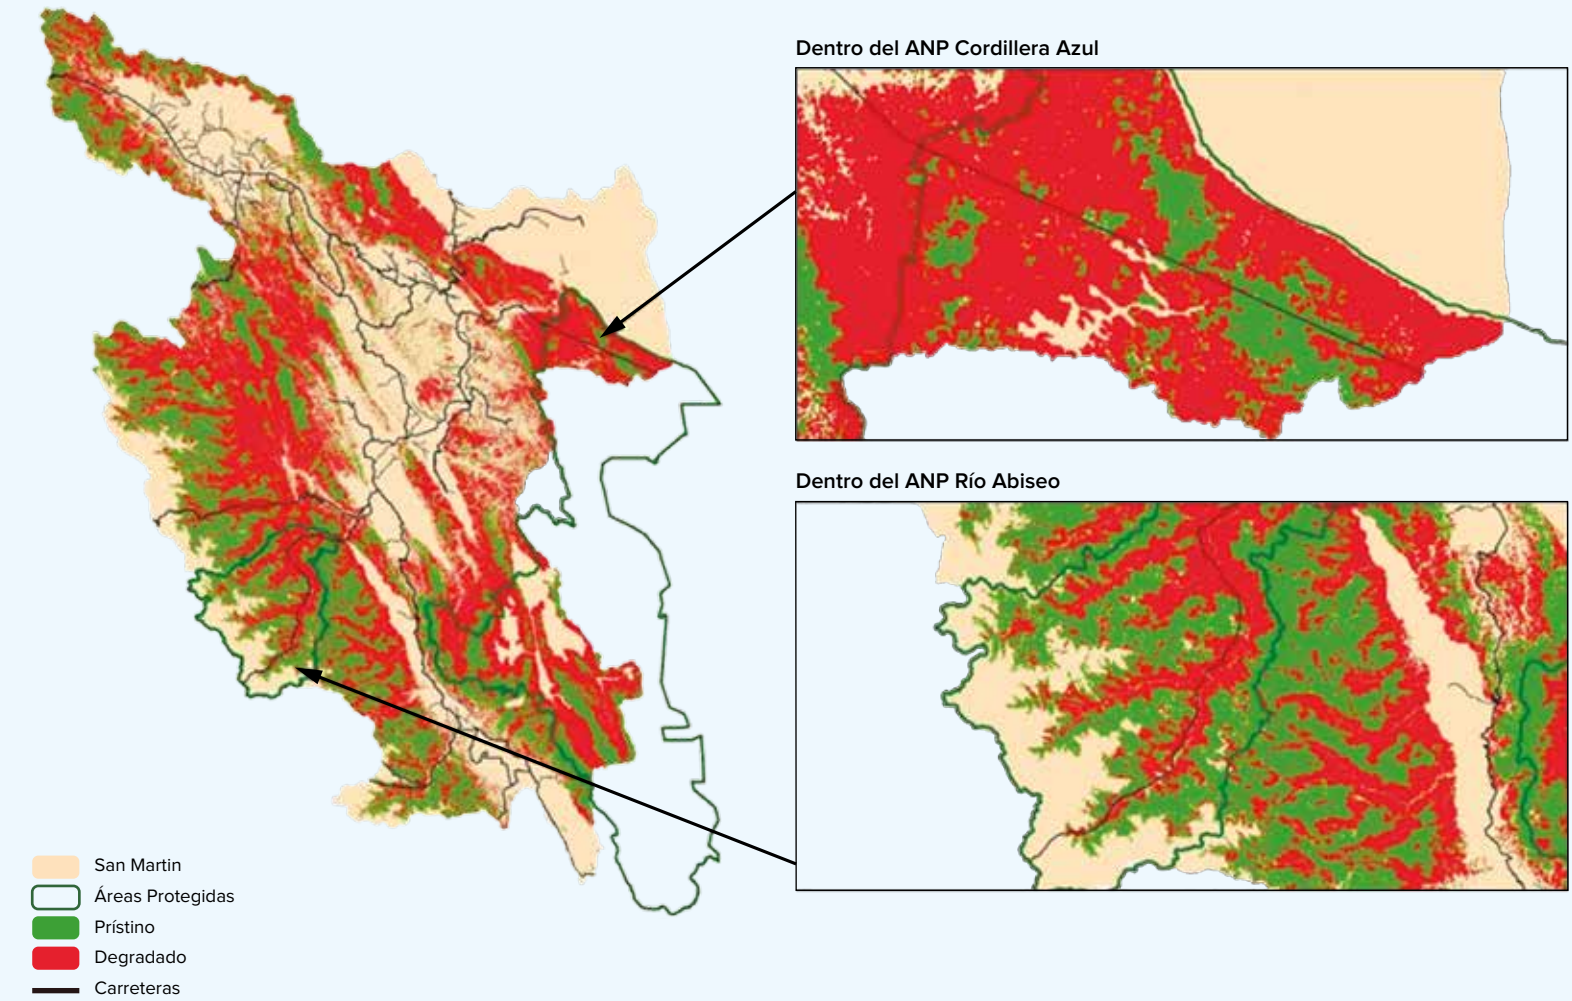 Dentro del ANP Cordillera Azul
Dentro del ANP Río Abiseo
San Martin
Áreas Protegidas
Prístino
Degradado
Carreteras